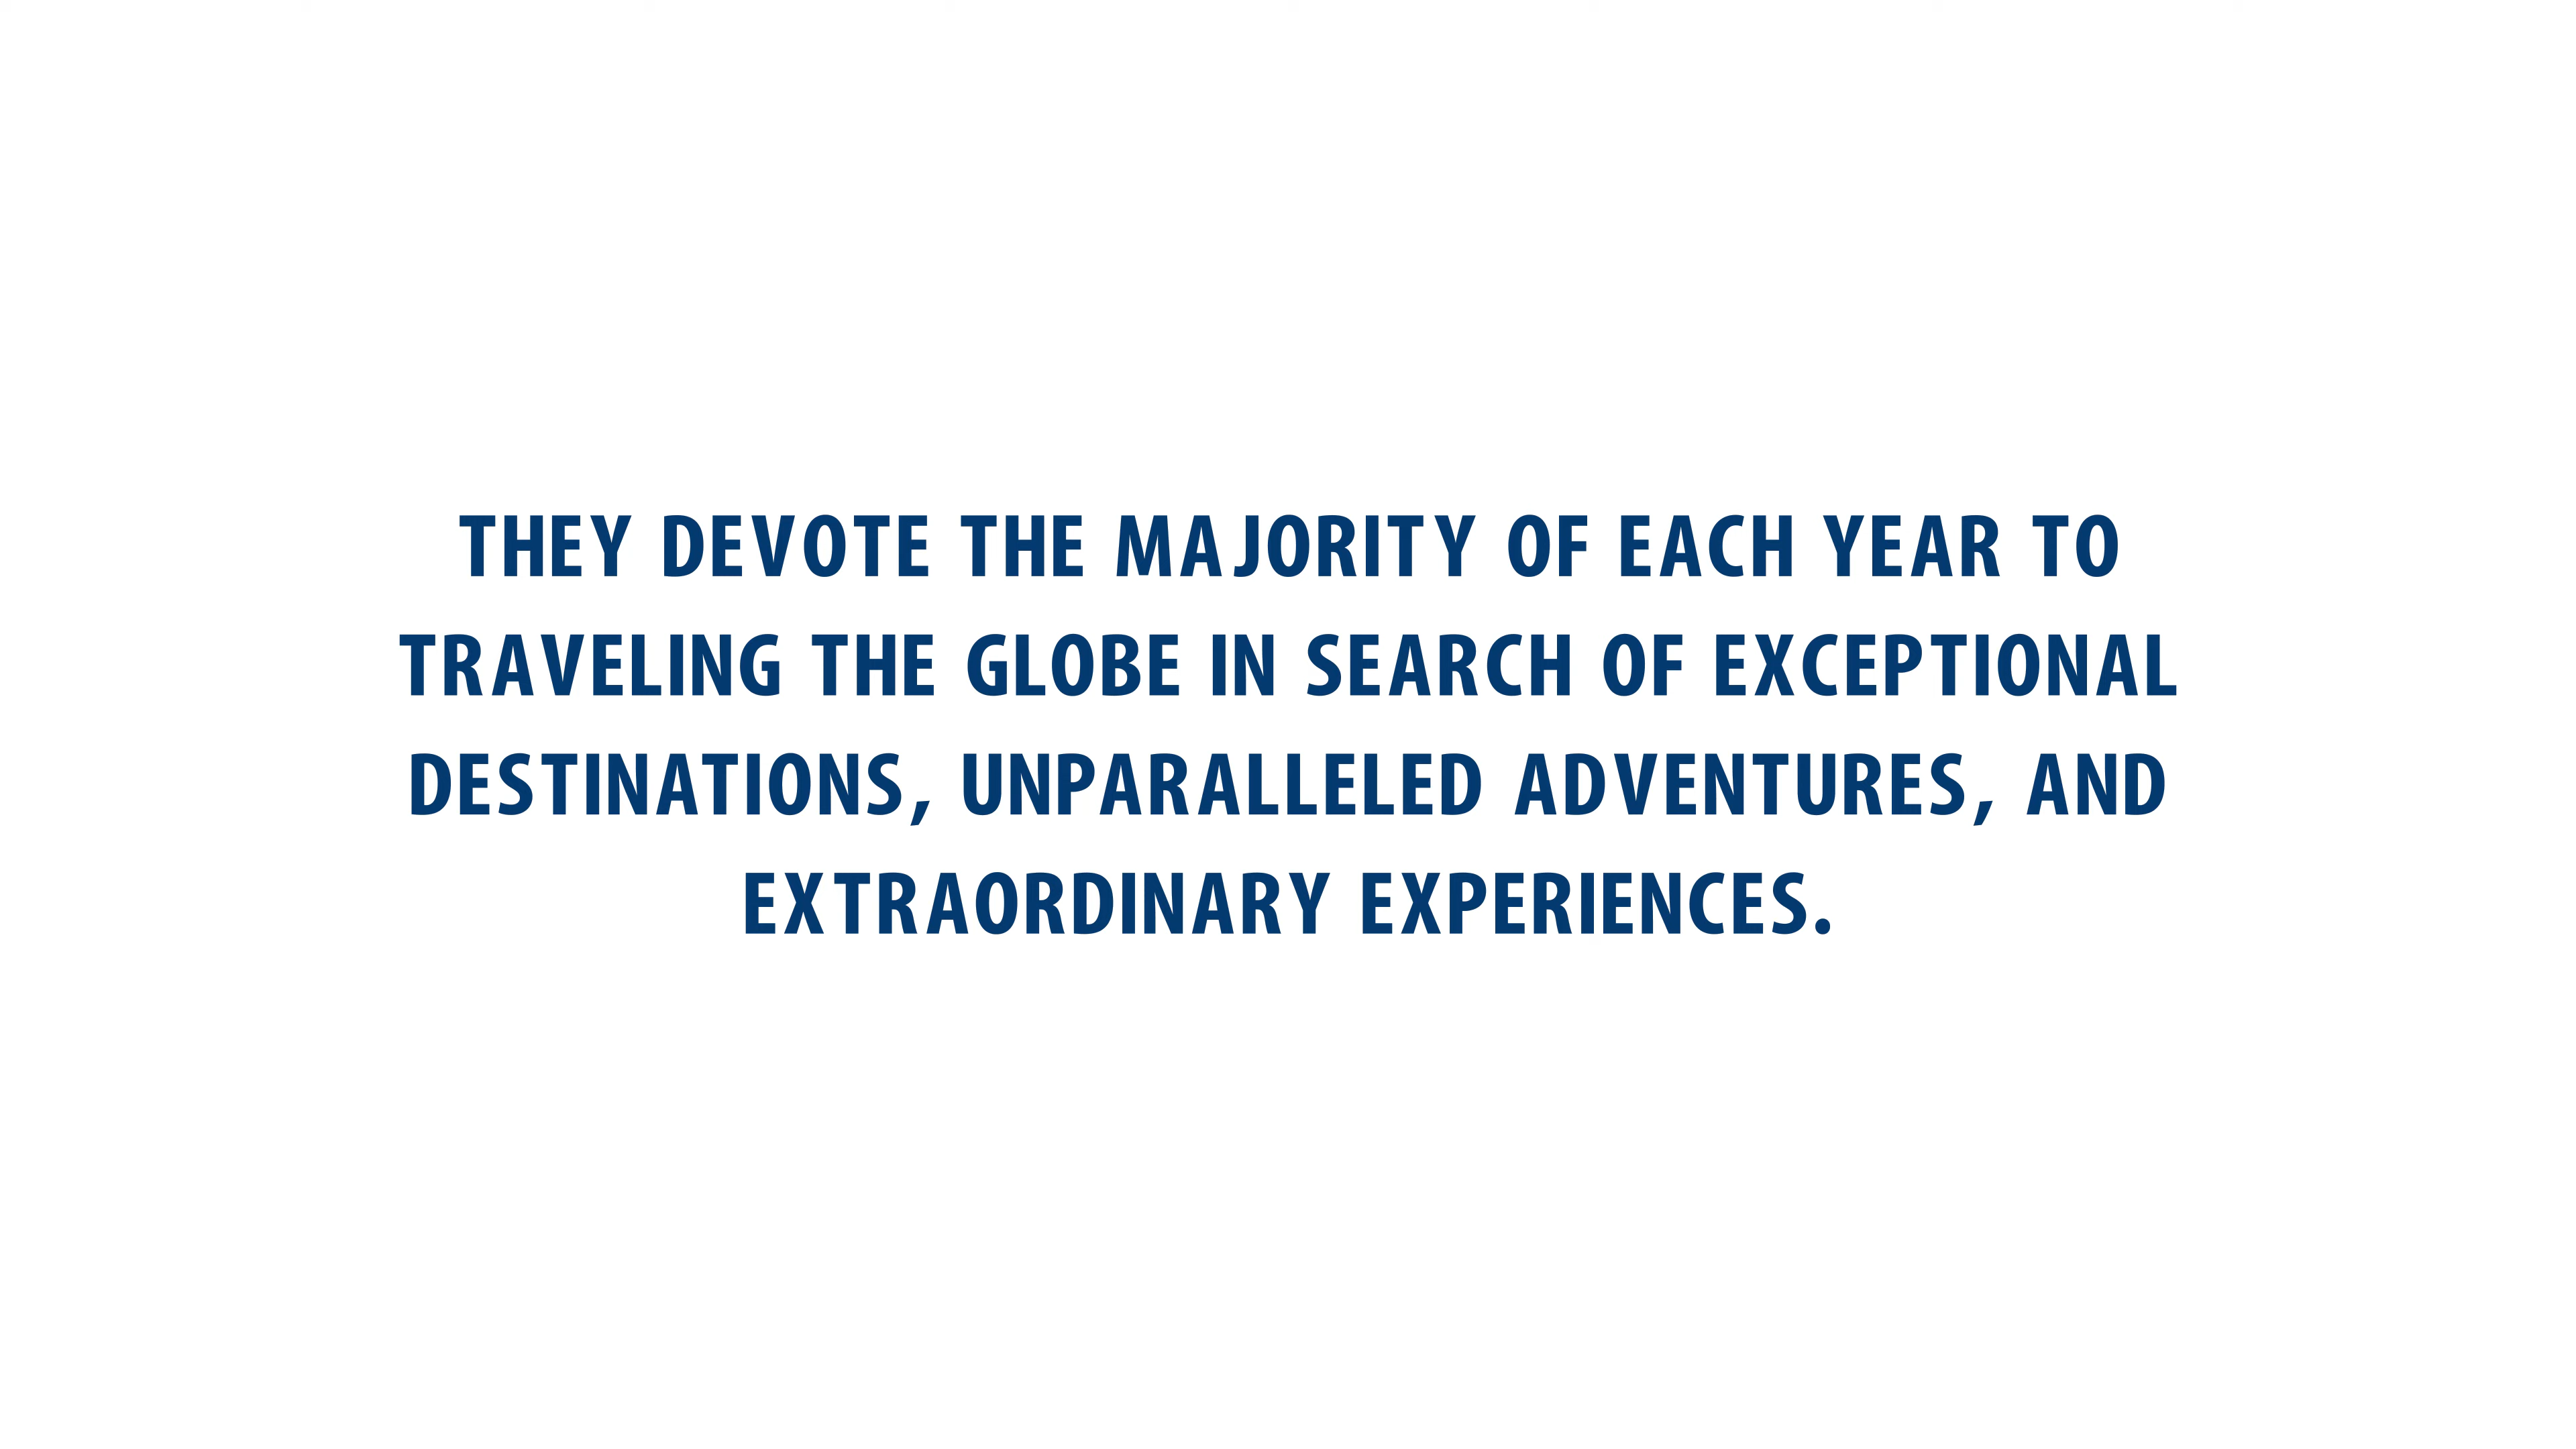 THEY DEVOTE THE MAJORITY OF EACH YEAR TO
TRAVELING THE GLOBE IN SEARCH OF EXCEPTIONAL
DESTINATIONS, UNPARALLELED ADVENTURES, AND
EXTRAORDINARY EXPERIENCES.